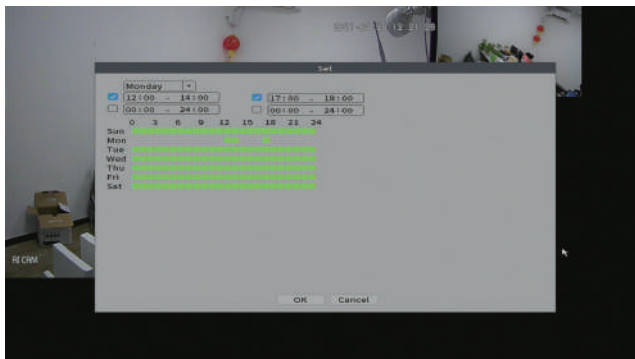 Set
Monday
12:00 - 14:00 17:00 - 18:00
00:00 - 24:00 00:00 - 24:00
0 3 6 9 12 15 18 21 24
Sun
Mon
Tue
Wed
Thu
Fri
Sat
OK Cancel